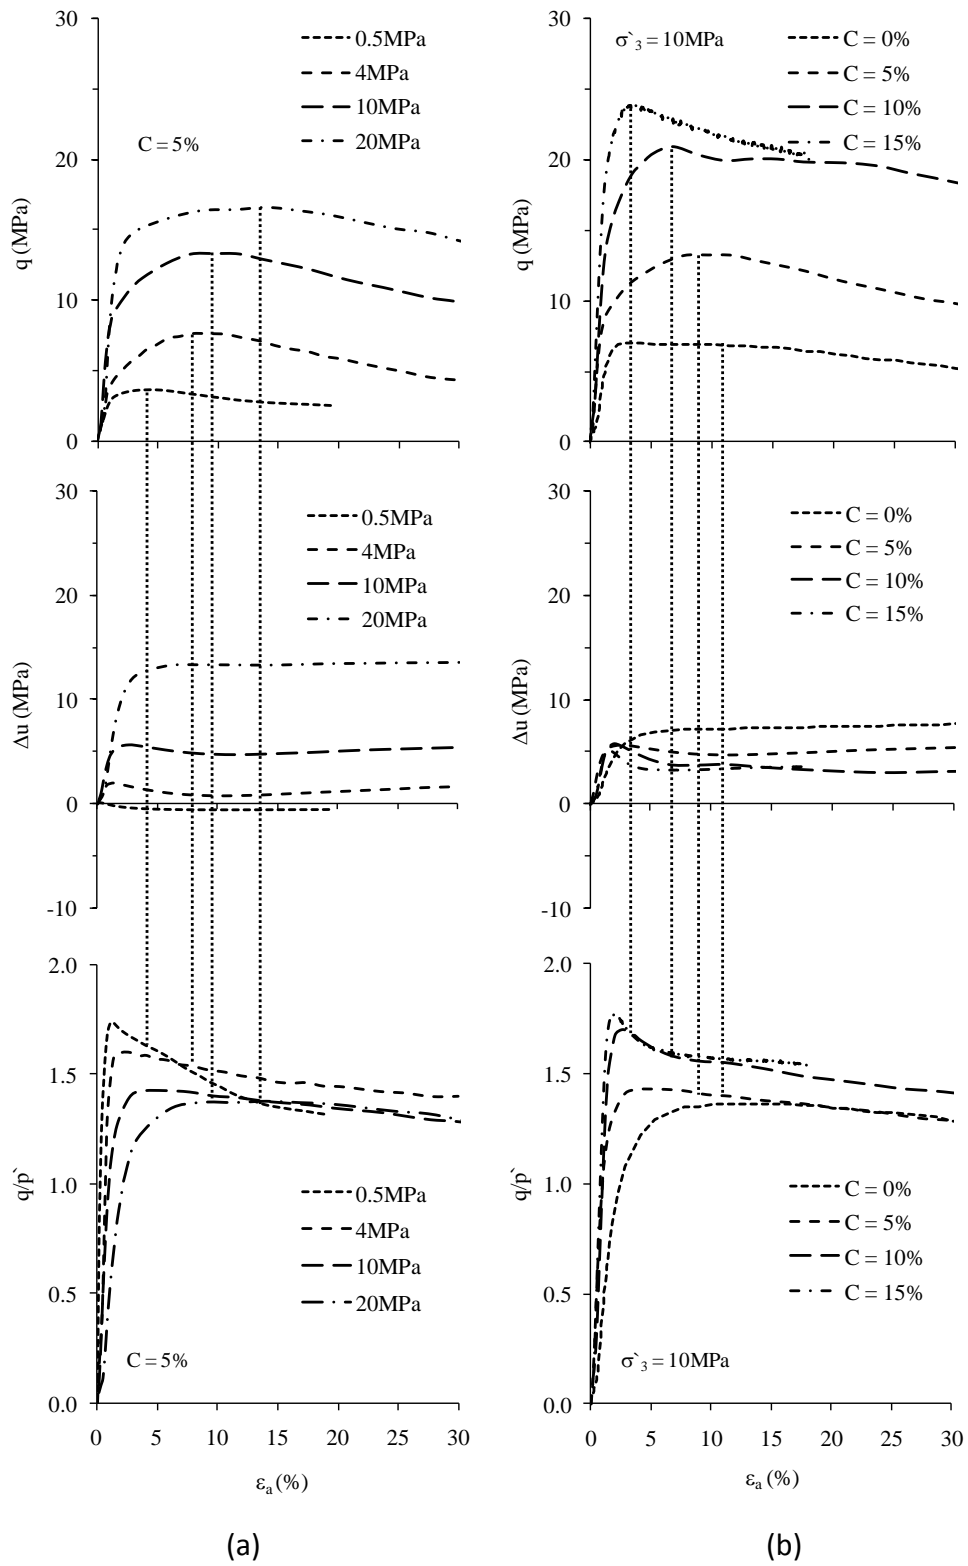 30
20
10
0
q (MPa)
C = 5%
0.5MPa
4MPa
10MPa
20MPa
30
20
10
0
-10
Δu (MPa)
0.5MPa
4MPa
10MPa
20MPa
2.0
1.5
1.0
0.5
0.0
q/p`
0.5MPa
4MPa
10MPa
20MPa
C = 5%
0 5 10 15 20 25 30
εa (%)
(a)
30
20
10
0
q (MPa)
σ`3 = 10MPa
C = 0%
C = 5%
C = 10%
C = 15%
30
20
10
0
-10
Δu (MPa)
C = 0%
C = 5%
C = 10%
C = 15%
2.0
1.5
1.0
0.5
0.0
q/p`
C = 0%
C = 5%
C = 10%
C = 15%
σ`3 = 10MPa
0 5 10 15 20 25 30
εa (%)
(b)